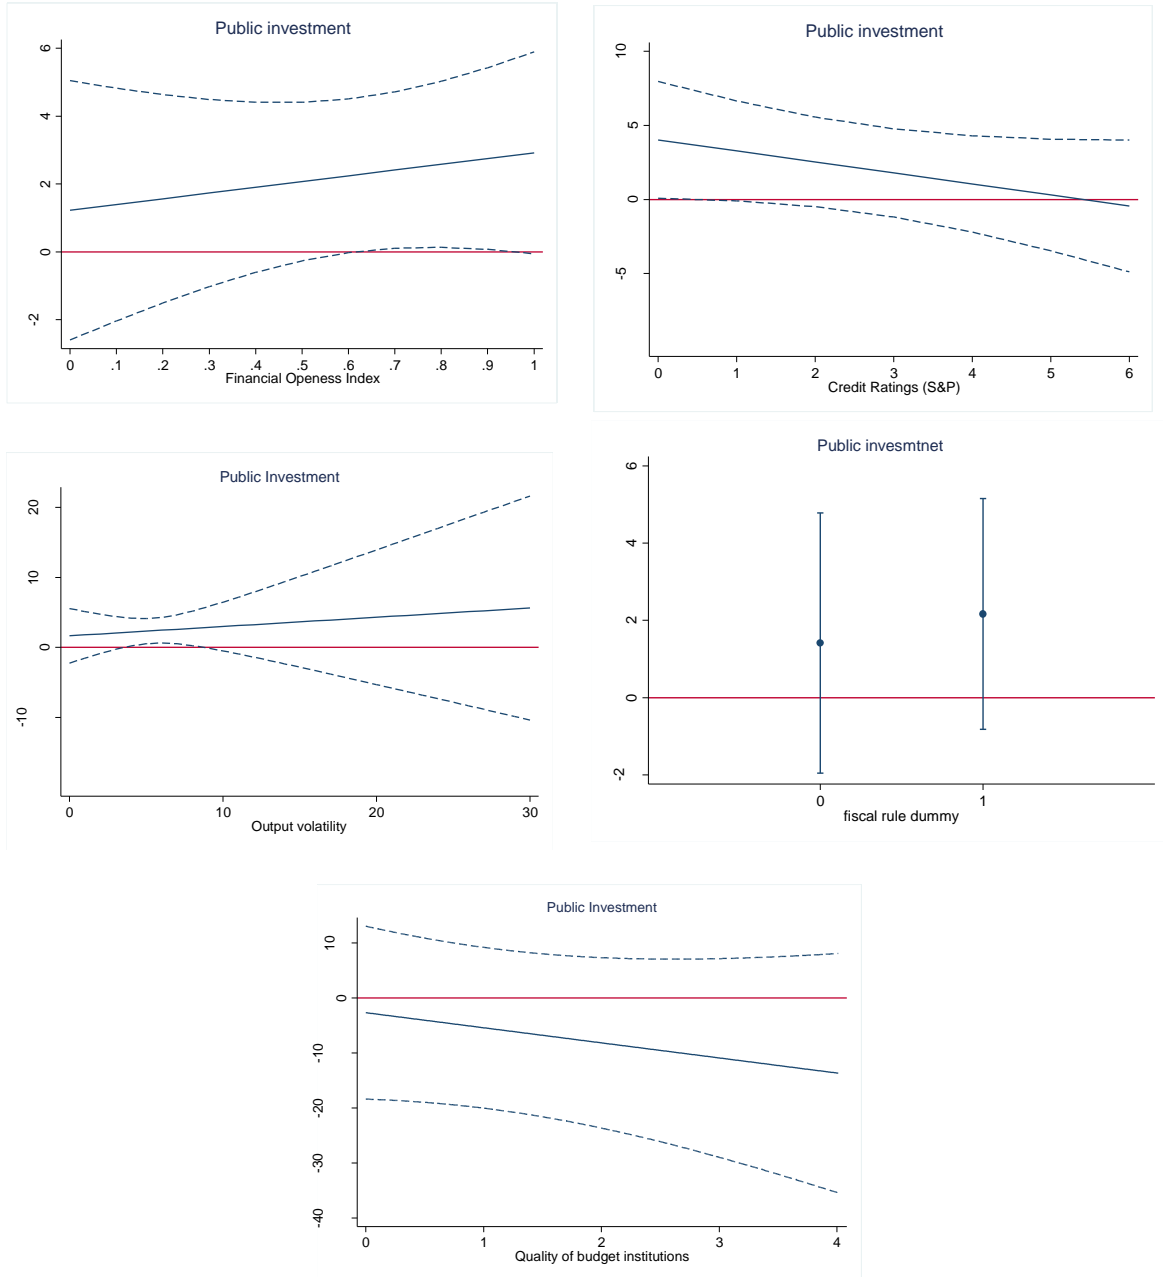 Public investment
6
4
2
0
-2
0 .1 .2 .3 .4 .5 .6 .7 .8 .9 1
Financial Openess Index
Public investment
10
5
0
-5
0 1 2 3 4 5 6
Credit Ratings (S&P)
Public Investment
20
10
0
-10
0 10 20 30
Output volatility
Public invesmtnet
6
4
2
0
-2
0 1
fiscal rule dummy
Public Investment
10
0
-10
-20
-30
-40
0 1 2 3 4
Quality of budget institutions